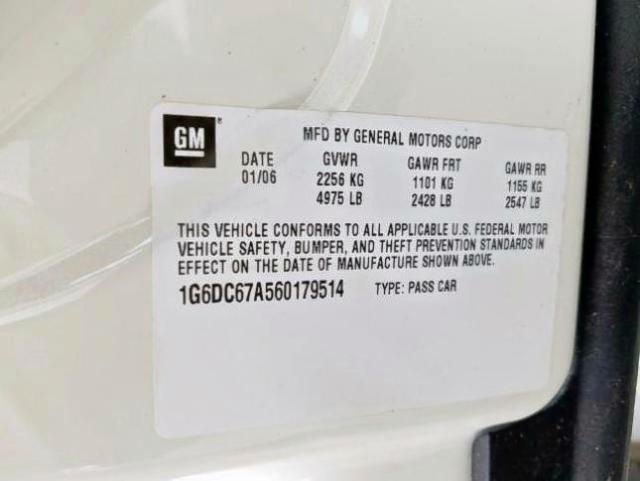 GM ® MFD BY GENERAL MOTORS CORP
DATE GVWR GAWR FRT GAWR RR
01/06 2256 KG 1101 KG 1155 KG
4975 LB 2428 LB 2547 LB
THIS VEHICLE CONFORMS TO ALL APPLICABLE U.S. FEDERAL MOTOR
VEHICLE SAFETY, BUMPER, AND THEFT PREVENTION STANDARDS IN
EFFECT ON THE DATE OF MANUFACTURE SHOWN ABOVE.
1G6DC67A560179514 TYPE: PASS CAR